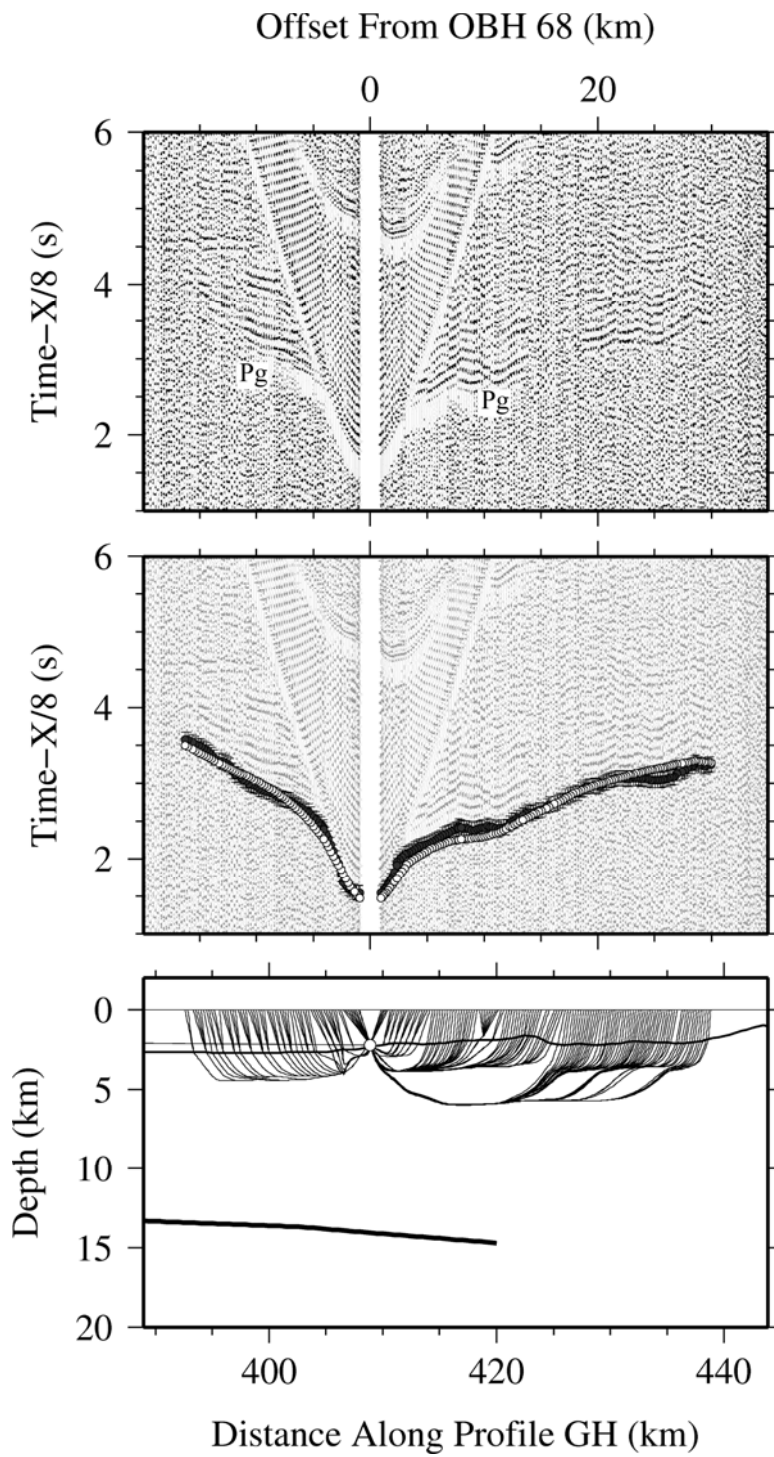 Offset From OBH 68 (km)
0 20
6
4
2
Time−X/8 (s)
Pg
Pg
6
4
2
Time−X/8 (s)
0
5
10
15
20
Depth (km)
400 420 440
Distance Along Profile GH (km)